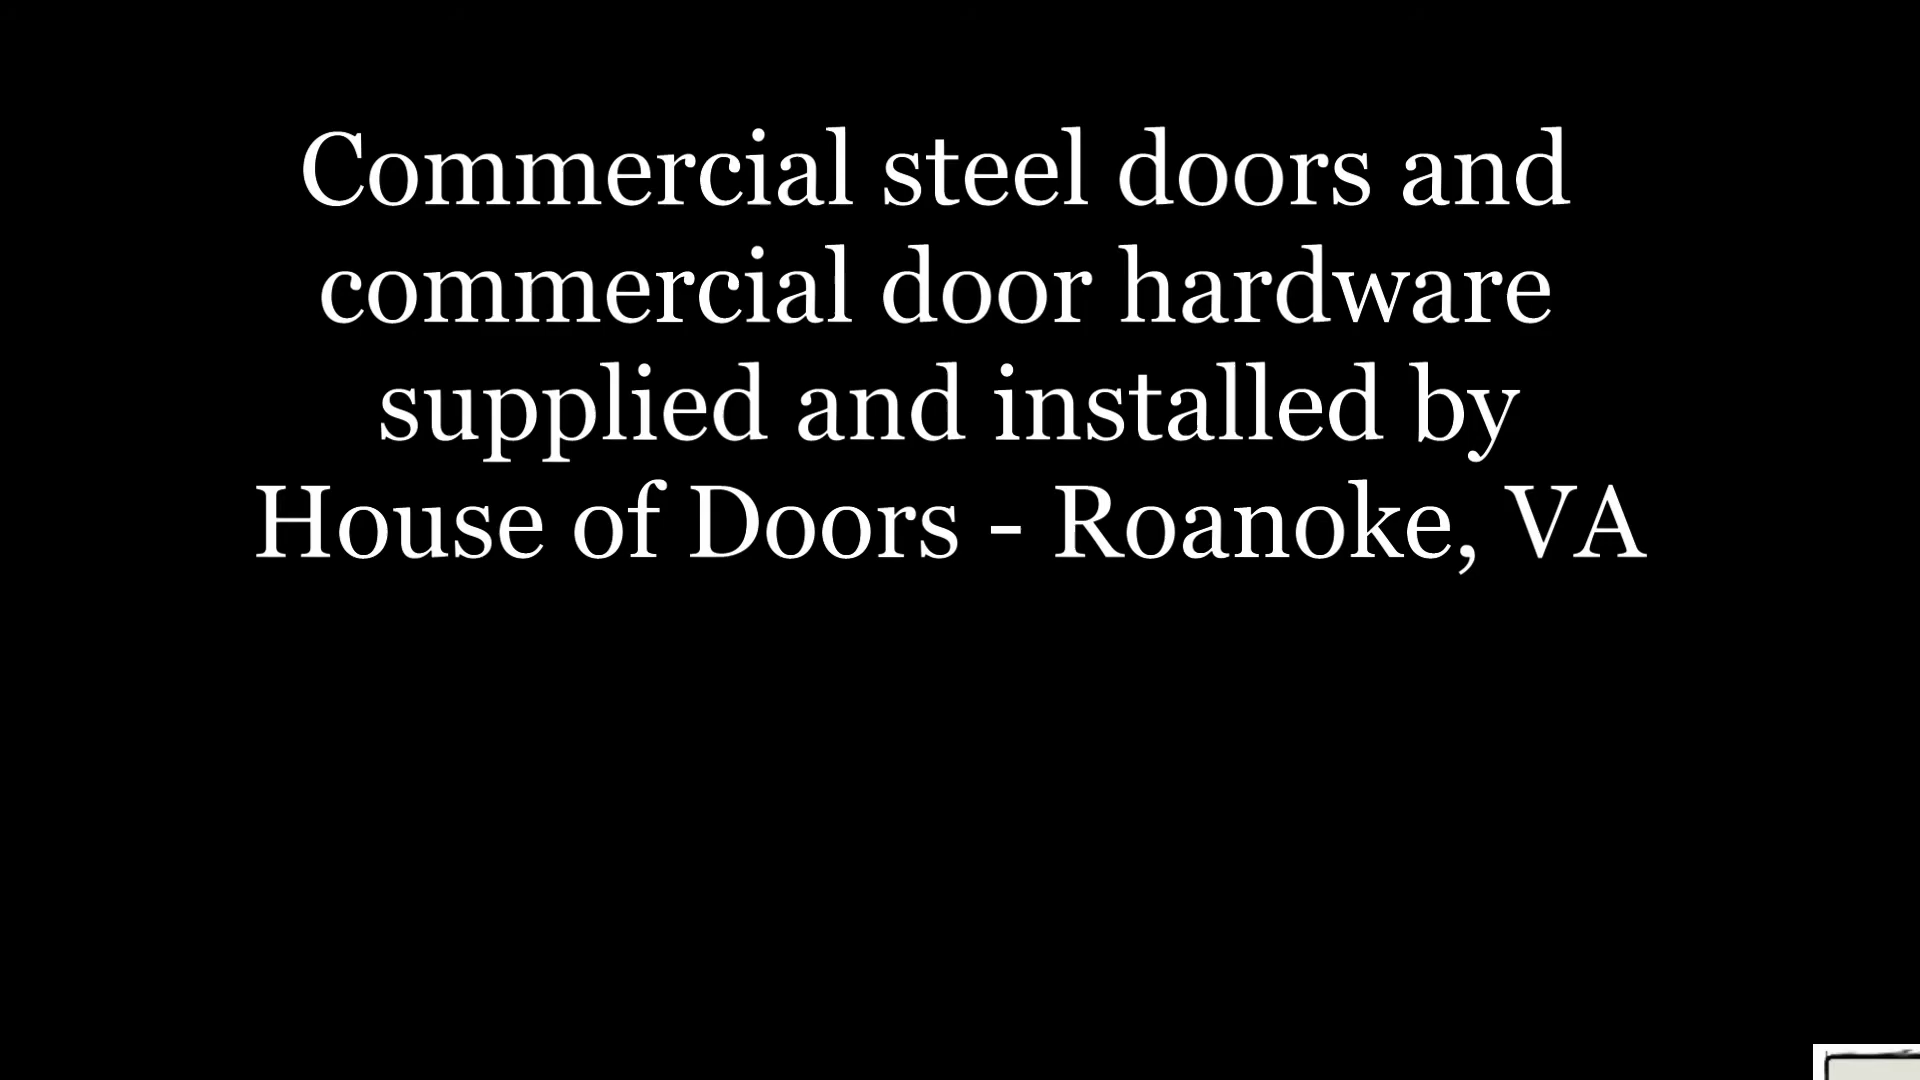 Commercial steel doors and
commercial door hardware
supplied and installed by
House of Doors - Roanoke, VA